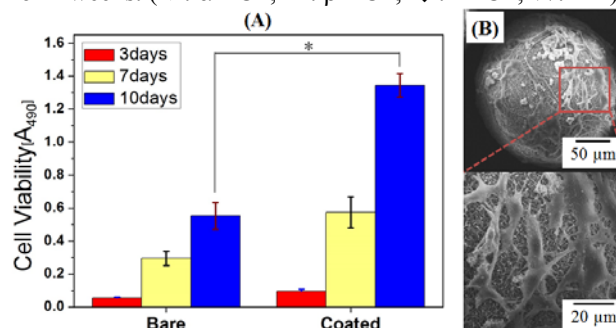 (A)
*
3days
7days
10days
Cell Viability[A490]
1.6
1.4
1.2
1.0
0.8
0.6
0.4
0.2
0.0
Bare
Coated
(B)
50 μm
20 μm